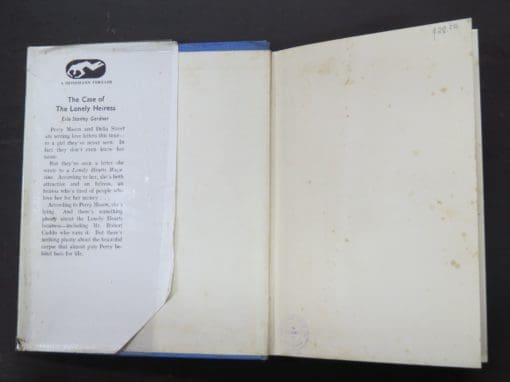 A HEINEMANN THRILLER
The Case of
The Lonely Heiress
Erle Stanley Gardner
Perry Mason and Della Street
are writing love letters this time—
to a girl they've never seen. In
fact they don't even know her
name.
But they've seen a letter she
wrote to a Lonely Hearts Maga-
zine. According to her, she's both
attractive and an heiress, an
heiress who's tired of people who
love her for her money . . .
According to Perry Mason, she's
lying. And there's something
phony about the Lonely Hearts
business—including Mr. Robert
Caddo who runs it. But there's
nothing phony about the beautiful
corpse that almost puts Perry be-
hind bars for life.